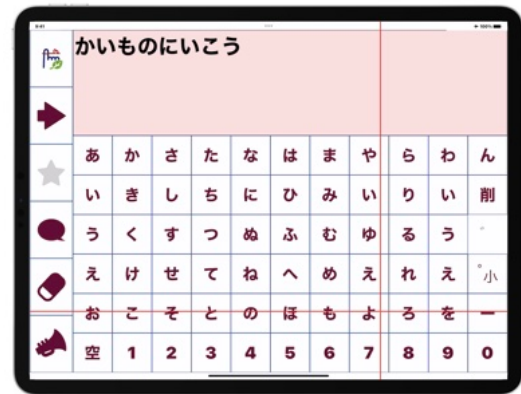 9:41
100%
かいものにいこう
あ か さ た な は ま や ら わ ん
い き し ち に ひ み い り い 削
う く す つ ぬ ふ む ゆ る う ゛
え け せ て ね へ め え れ え ゜小
お こ そ と の ほ も よ ろ を ー
空 1 2 3 4 5 6 7 8 9 0